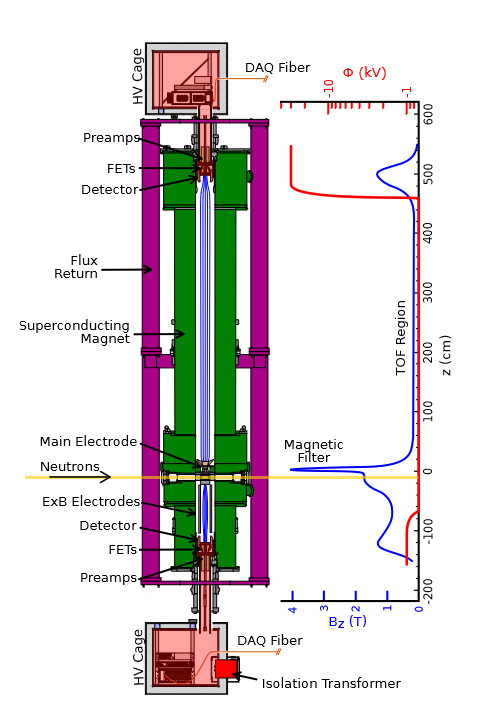 HV Cage
DAQ Fiber
Φ (kV)
-10
-1
Preamps
FETs
Detector
Flux
Return
Superconducting
Magnet
Main Electrode
Neutrons
ExB Electrodes
Detector
FETs
Preamps
TOF Region
Magnetic
Filter
600
500
400
300
200
100
0
-100
-200
z (cm)
4
3
2
1
0
Bz (T)
HV Cage
DAQ Fiber
Isolation Transformer